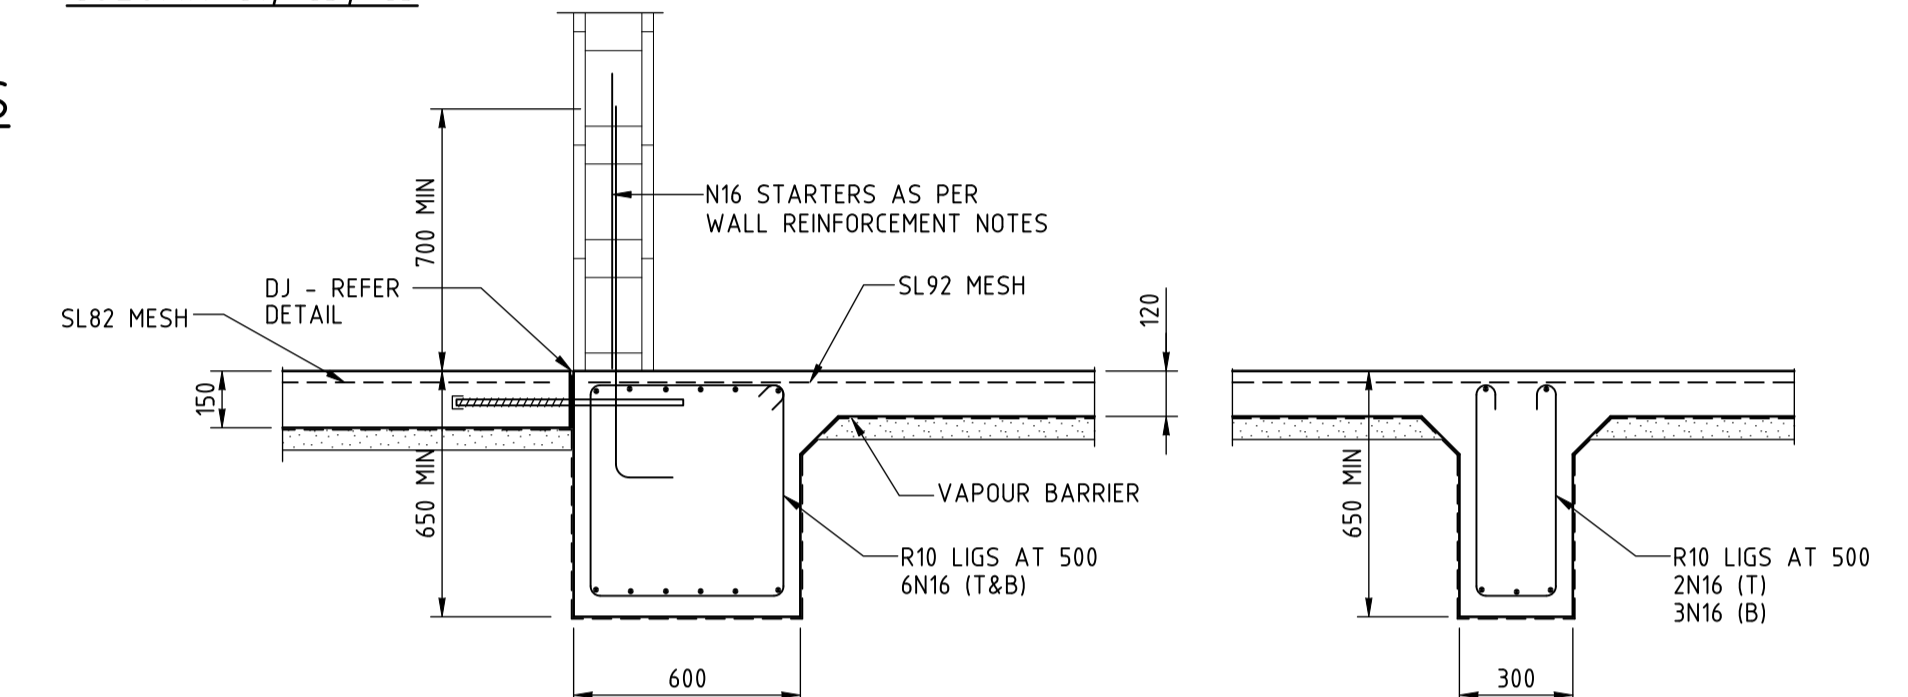 700 MIN
N16 STARTERS AS PER
WALL REINFORCEMENT NOTES
DJ - REFER
DETAIL
SL82 MESH
SL92 MESH
120
150
650 MIN
VAPOUR BARRIER
R10 LIGS AT 500
6N16 (T&B)
600
650 MIN
R10 LIGS AT 500
2N16 (T)
3N16 (B)
300